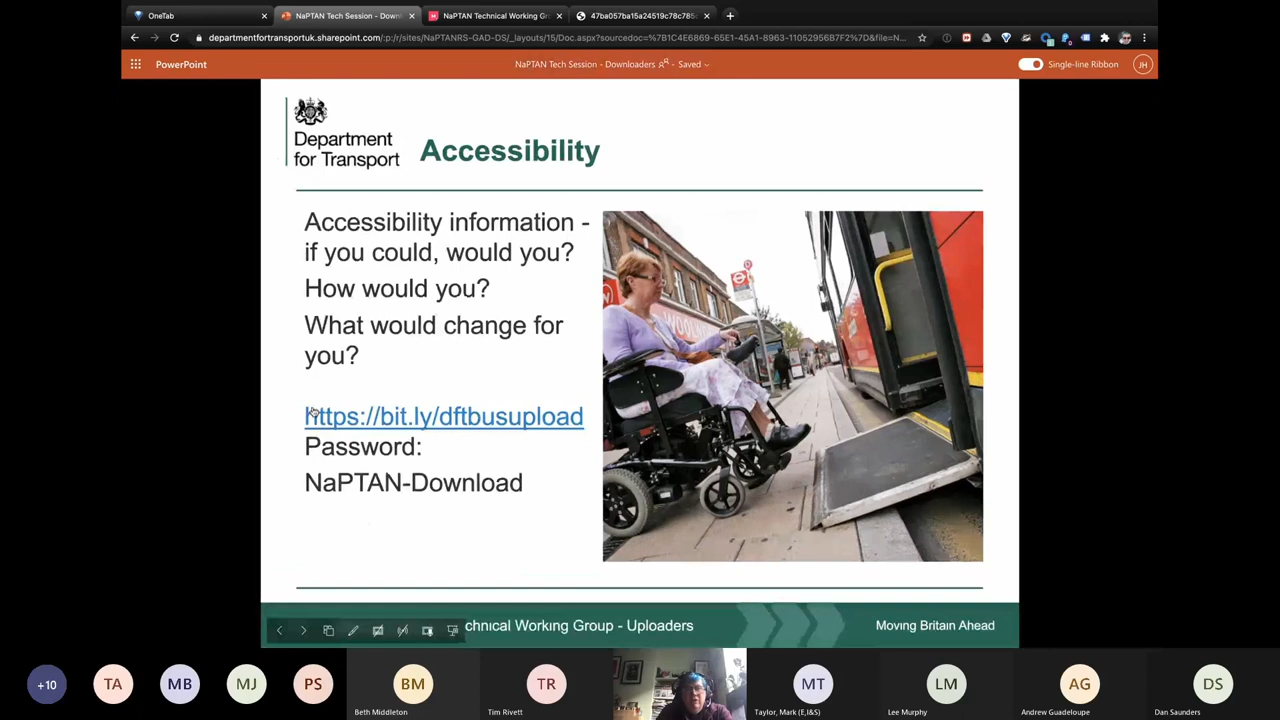 OneTab
NaPTAN Tech Session - Downl
NaPTAN Technical Working Gr
47ba057ba15a24519c78c785
departmentfortransportuk.sharepoint.com/:p:/r/sites/NaPTANRS-GAD-DS/_layouts/15/Doc.aspx?sourcedoc=%7B1C4E6869-65E1-45A1-8963-11052956B7F2%7D&file=N...
PowerPoint
NaPTAN Tech Session - Downloaders
- Saved
Single-line Ribbon
JH
Department
for Transport
Accessibility
Accessibility information -
if you could, would you?
How would you?
What would change for
you?
https://bit.ly/dftbusupload
Password:
NaPTAN-Download
WOOLW
chnical Working Group - Uploaders
Moving Britain Ahead
+10
TA
MB
MJ
PS
BM
Beth Middleton
TR
Tim Rivett
MT
Taylor, Mark (E,I&S)
LM
Lee Murphy
AG
Andrew Guadeloupe
DS
Dan Saunders